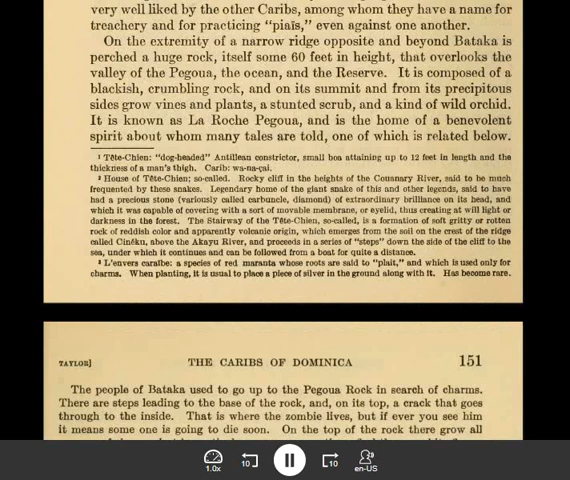 very well liked by the other Caribs, among whom they have a name for
treachery and for practicing “piaïs,” even against one another.
On the extremity of a narrow ridge opposite and beyond Bataka is
perched a huge rock, itself some 60 feet in height, that overlooks the
valley of the Pegoua, the ocean, and the Reserve. It is composed of a
blackish, crumbling rock, and on its summit and from its precipitous
sides grow vines and plants, a stunted scrub, and a kind of wild orchid.
It is known as La Roche Pegoua, and is the home of a benevolent
spirit about whom many tales are told, one of which is related below.
¹ Tête-Chien: “dog-headed” Antillean constrictor, small boa attaining up to 12 feet in length and the
thickness of a man's thigh. Carib: wa-na-çai.
² House of Tête-Chien; so-called. Rocky cliff in the heights of the Couanary River, said to be much
frequented by these snakes. Legendary home of the giant snake of this and other legends, said to have
had a precious stone (variously called carbuncle, diamond) of extraordinary brilliance on its head, and
which it was capable of covering with a sort of movable membrane, or eyelid, thus creating at will light or
darkness in the forest. The Stairway of the Tête-Chien, so-called, is a formation of soft gritty or rotten
rock of reddish color and apparently volcanic origin, which emerges from the soil on the crest of the ridge
called Cinéku, above the Akayu River, and proceeds in a series of “steps” down the side of the cliff to the
sea, under which it continues and can be followed from a boat for quite a distance.
³ L'envers caraïbe: a species of red maranta whose roots are said to “plait,” and which is used only for
charms. When planting, it is usual to place a piece of silver in the ground along with it. Has become rare.
TAYLOR] THE CARIBS OF DOMINICA 151
The people of Bataka used to go up to the Pegoua Rock in search of charms.
There are steps leading to the base of the rock, and, on its top, a crack that goes
through to the inside. That is where the zombie lives, but if ever you see him
it means some one is going to die soon. On the top of the rock there grow all
1.0x 10 10 en-US